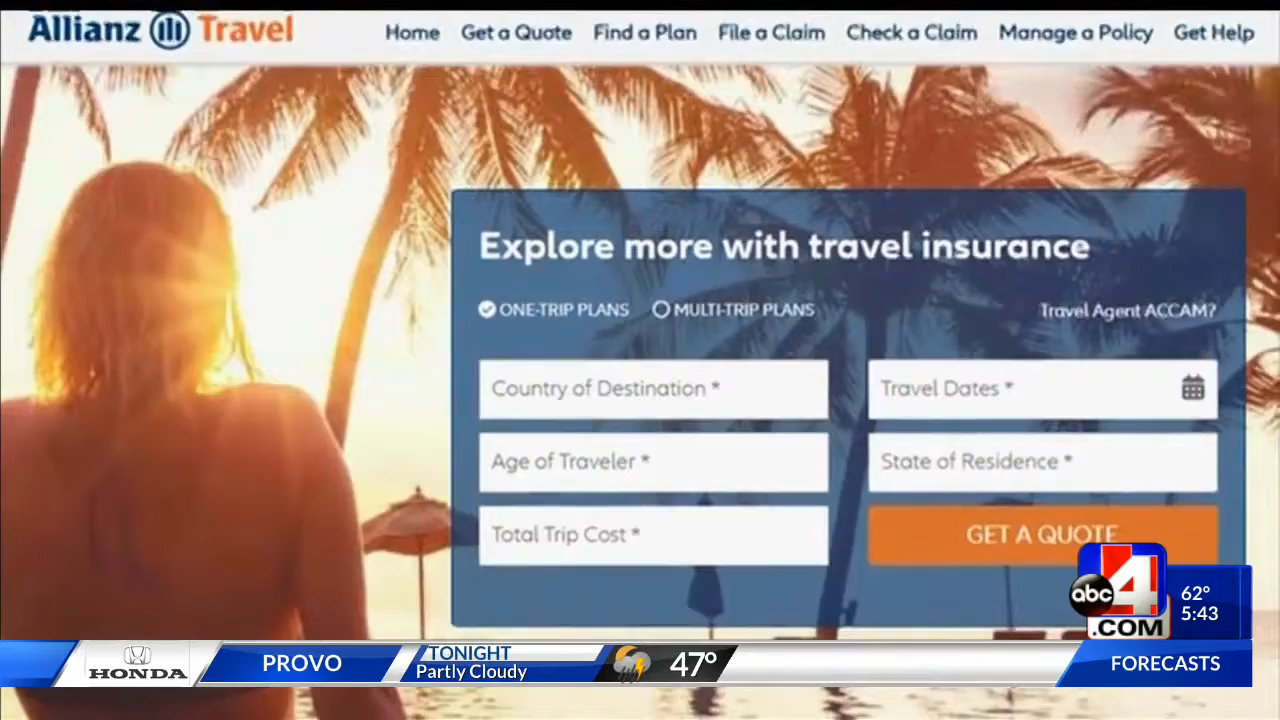 Allianz Travel
Home Get a Quote Find a Plan File a Claim Check a Claim Manage a Policy Get Help
Explore more with travel insurance
ONE-TRIP PLANS MULTI-TRIP PLANS Travel Agent ACCAM?
Country of Destination * Travel Dates *
Age of Traveler * State of Residence *
Total Trip Cost * GET A QUOTE
abc 4 .COM
62°
5:43
HONDA PROVO TONIGHT 47° FORECASTS
Partly Cloudy